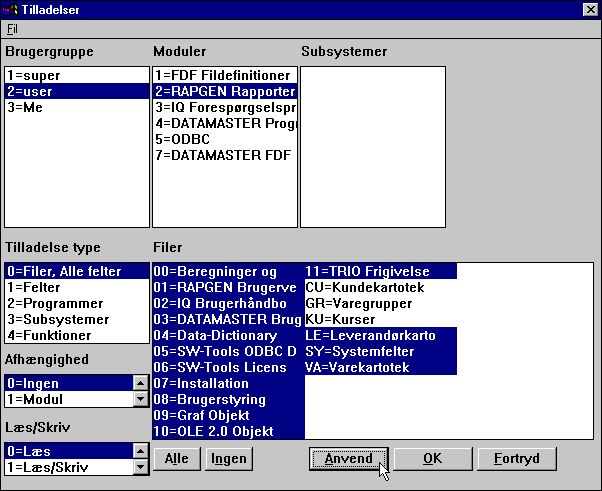 Tilladelser
Fil
Brugergruppe
1=super
2=user
3=Me
Moduler
1=FDF Fildefinitioner
2=RAPGEN Rapporter
3=IQ Forespørgselspr
4=DATAMASTER Progr
5=ODBC
7=DATAMASTER FDF
Subsystemer
Tilladelse type
0=Filer, Alle felter
1=Felter
2=Programmer
3=Subsystemer
4=Funktioner
Afhængighed
0=Ingen
1=Modul
Læs/Skriv
0=Læs
1=Læs/Skriv
Filer
00=Beregninger og
01=RAPGEN Brugerve
02=IQ Brugerhåndbo
03=DATAMASTER Brug
04=Data-Dictionary
05=SW-Tools ODBC D
06=SW-Tools Licens
07=Installation
08=Brugerstyring
09=Graf Objekt
10=OLE 2.0 Objekt
11=TRIO Frigivelse
CU=Kundekartotek
GR=Varegrupper
KU=Kurser
LE=Leverandørkarto
SY=Systemfelter
VA=Varekartotek
Alle
Ingen
Anvend
OK
Fortryd